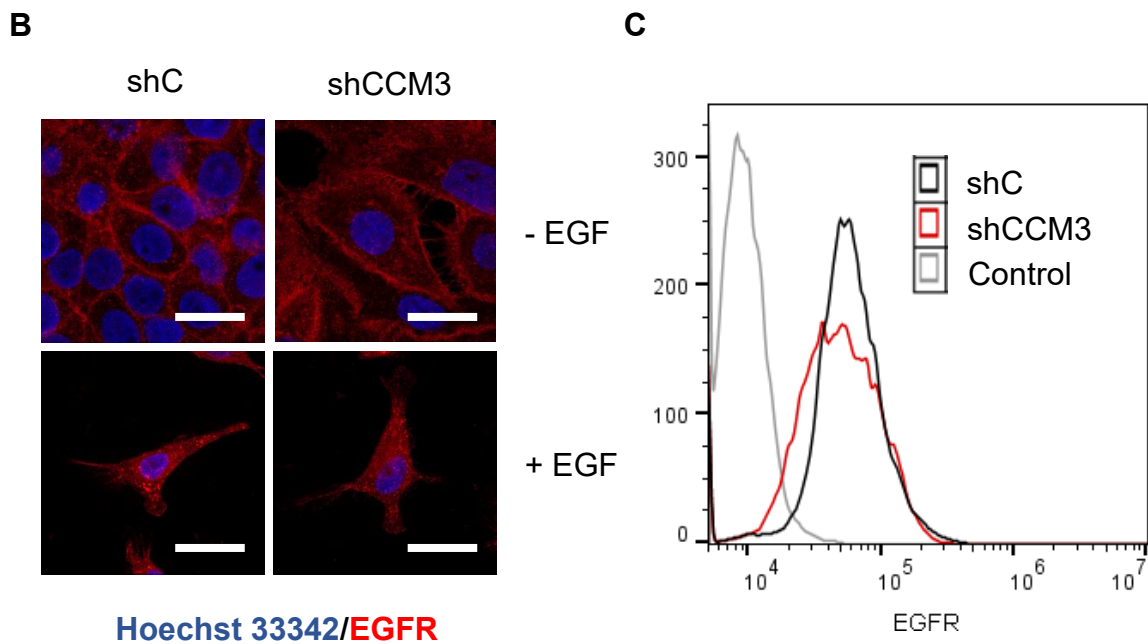 B
shC
shCCM3
- EGF
+ EGF
Hoechst 33342/EGFR
C
300
200
100
0
shC
shCCM3
Control
10^4
10^5
10^6
10^7
EGFR